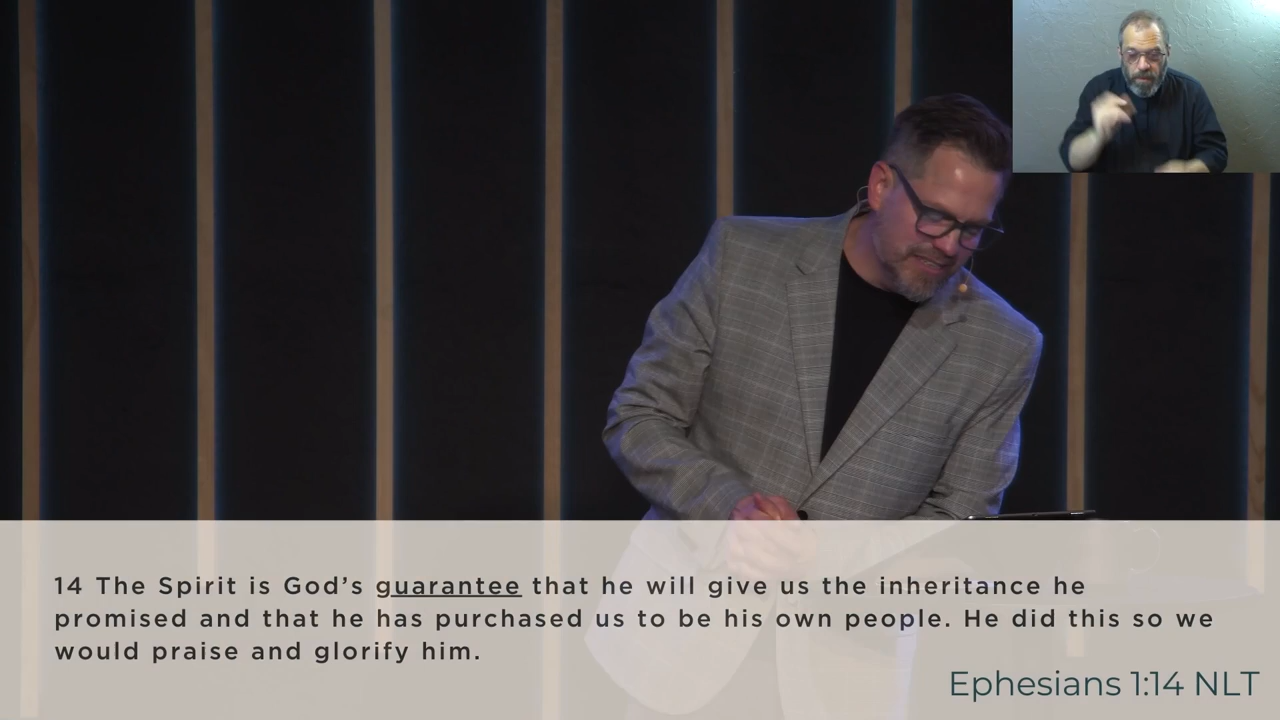 14 The Spirit is God’s guarantee that he will give us the inheritance he
promised and that he has purchased us to be his own people. He did this so we
would praise and glorify him.
Ephesians 1:14 NLT